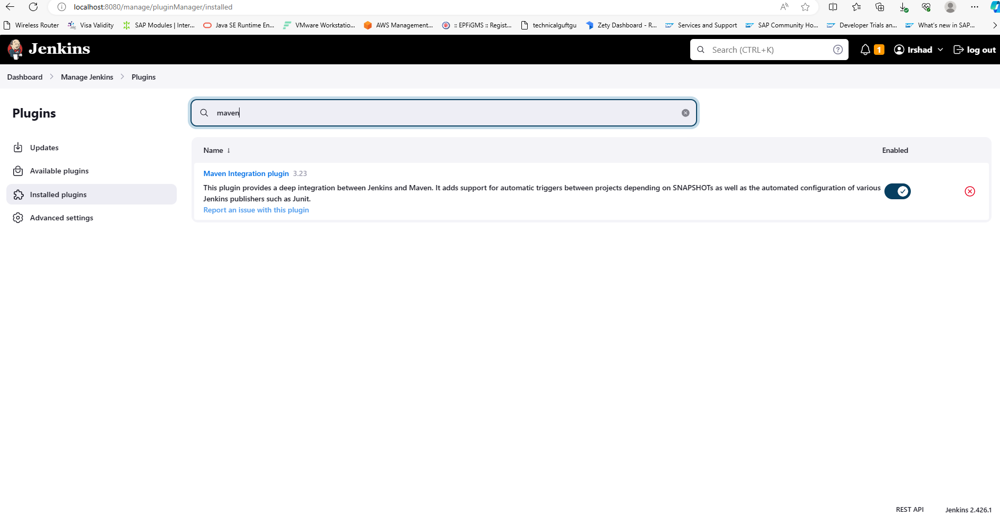 localhost:8080/manage/pluginManager/installed
Wireless Router
Visa Validity
SAP Modules | Inter...
Java SE Runtime En...
VMware Workstatio...
AWS Management...
:: EPFiGMS :: Regist...
technicalguftgu
Zety Dashboard - R...
Services and Support
SAP Community Ho...
Developer Trials an...
What's new in SAP...
Jenkins
Search (CTRL+K)
1
Irshad
log out
Dashboard
Manage Jenkins
Plugins
Plugins
maven
Updates
Available plugins
Installed plugins
Advanced settings
Name ↓
Enabled
Maven Integration plugin 3.23
This plugin provides a deep integration between Jenkins and Maven. It adds support for automatic triggers between projects depending on SNAPSHOTs as well as the automated configuration of various
Jenkins publishers such as Junit.
Report an issue with this plugin
REST API
Jenkins 2.426.1